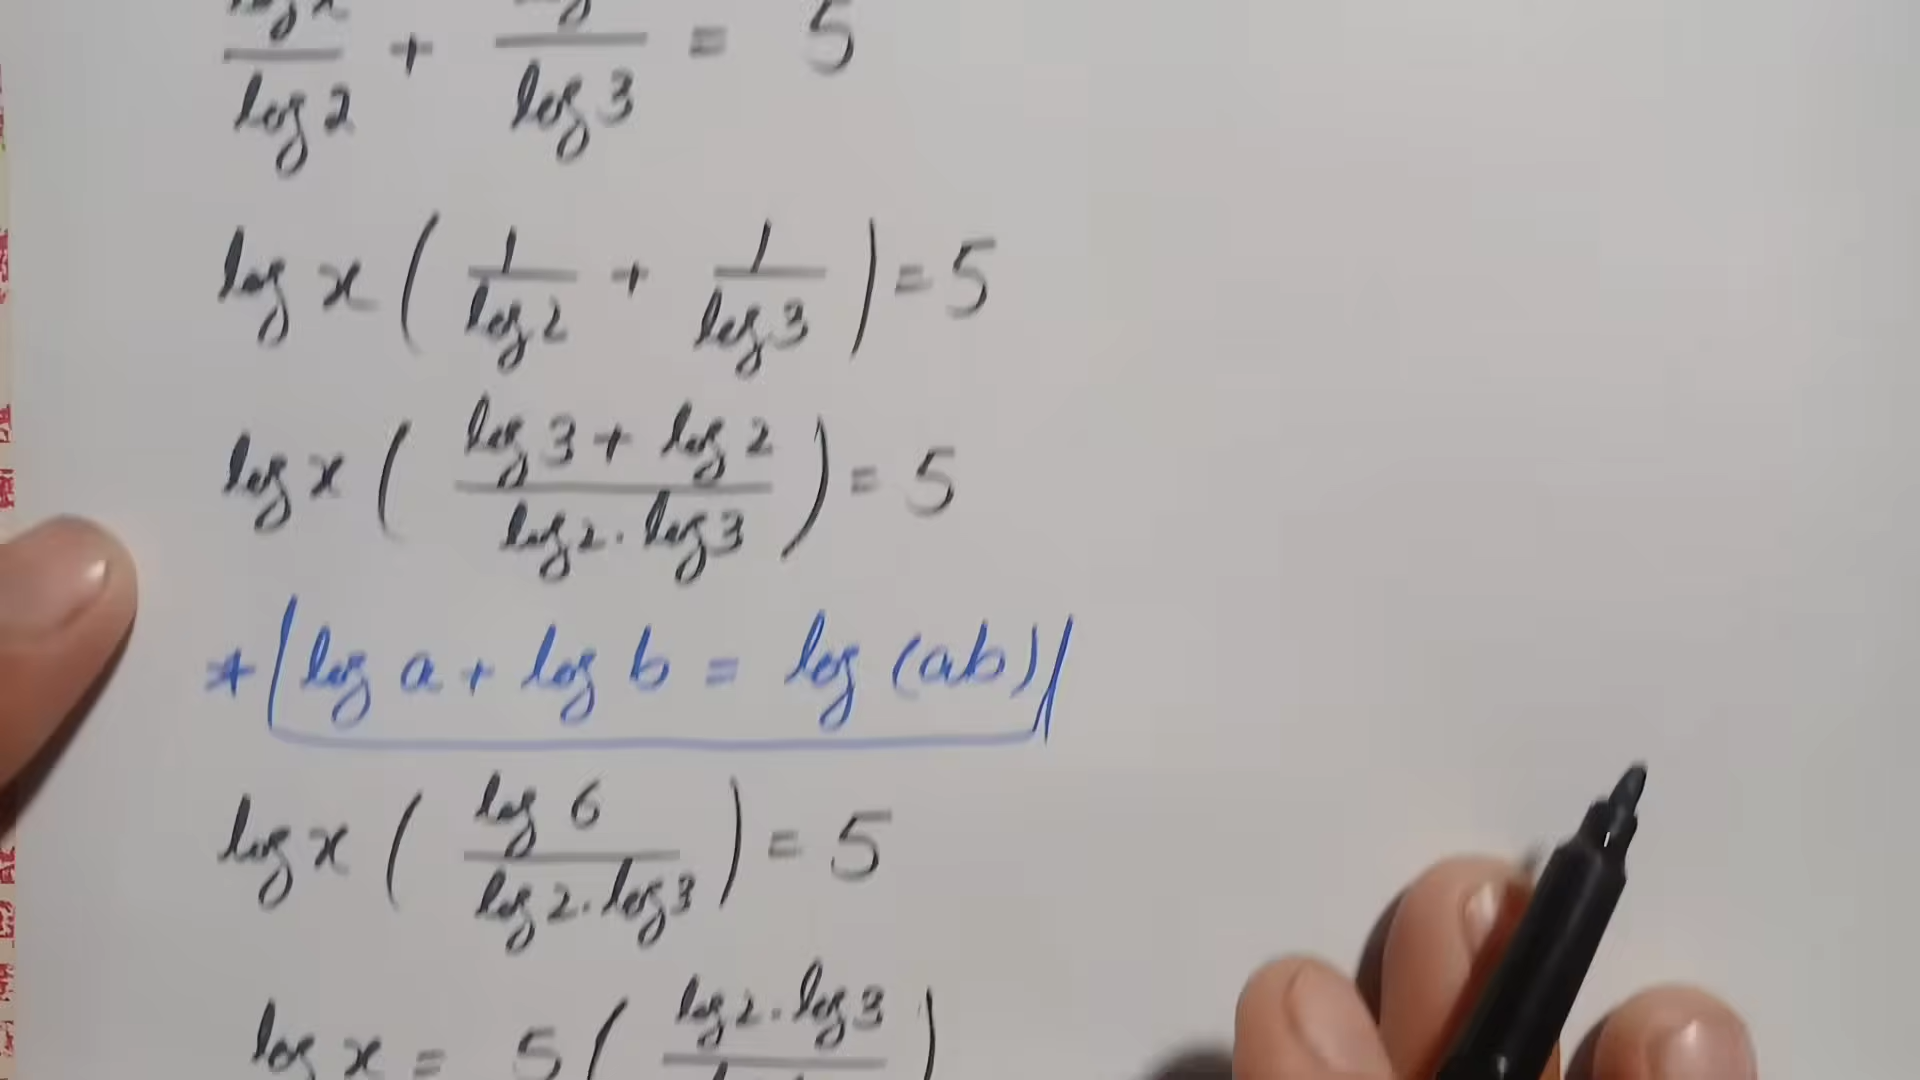 log x / log 2 + / log 3 = 5
log x ( 1 / log 2 + 1 / log 3 ) = 5
log x ( log 3 + log 2 / log 2 . log 3 ) = 5
* | log a + log b = log (ab) |
log x ( log 6 / log 2 . log 3 ) = 5
log x = 5 ( log 2 . log 3 / )